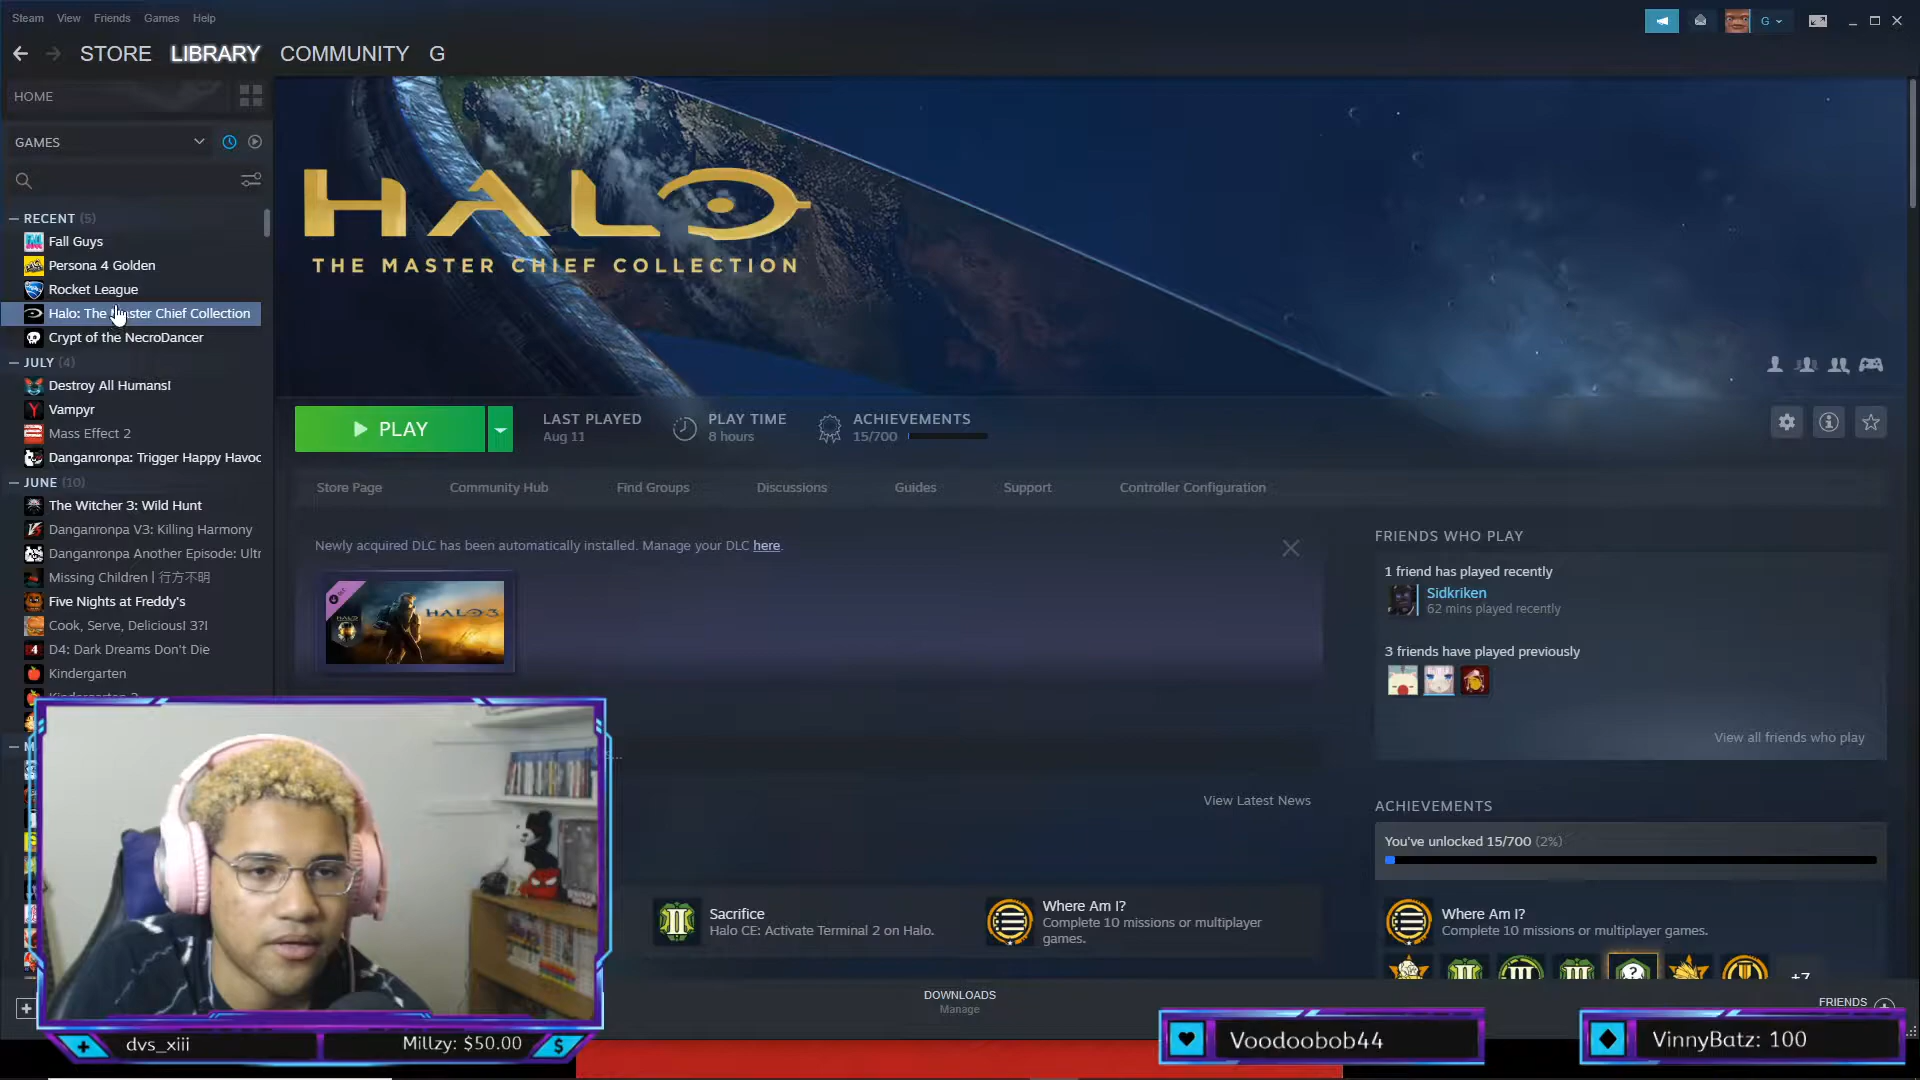 Steam View Friends Games Help
G
STORE LIBRARY COMMUNITY G
HOME
GAMES
HALO
THE MASTER CHIEF COLLECTION
RECENT (5)
Fall Guys
Persona 4 Golden
Rocket League
Halo: The Master Chief Collection
Crypt of the NecroDancer
JULY (4)
Destroy All Humans!
Vampyr
Mass Effect 2
Danganronpa: Trigger Happy Havoc
JUNE (10)
The Witcher 3: Wild Hunt
Danganronpa V3: Killing Harmony
Danganronpa Another Episode: Ultr
Missing Children | 行方不明
Five Nights at Freddy's
Cook, Serve, Delicious! 3?!
D4: Dark Dreams Don't Die
Kindergarten
Kindergarten 2
M
PLAY
LAST PLAYED
Aug 11
PLAY TIME
8 hours
ACHIEVEMENTS
15/700
Store Page Community Hub Find Groups Discussions Guides Support Controller Configuration
Newly acquired DLC has been automatically installed. Manage your DLC here.
HALO 3
FRIENDS WHO PLAY
1 friend has played recently
Sidkriken
62 mins played recently
3 friends have played previously
View all friends who play
View Latest News
ACHIEVEMENTS
You've unlocked 15/700 (2%)
Sacrifice
Halo CE: Activate Terminal 2 on Halo.
Where Am I?
Complete 10 missions or multiplayer
games.
Where Am I?
Complete 10 missions or multiplayer games.
+7
DOWNLOADS
Manage
FRIENDS
dvs_xiii
Millzy: $50.00
$
Voodoobob44
VinnyBatz: 100